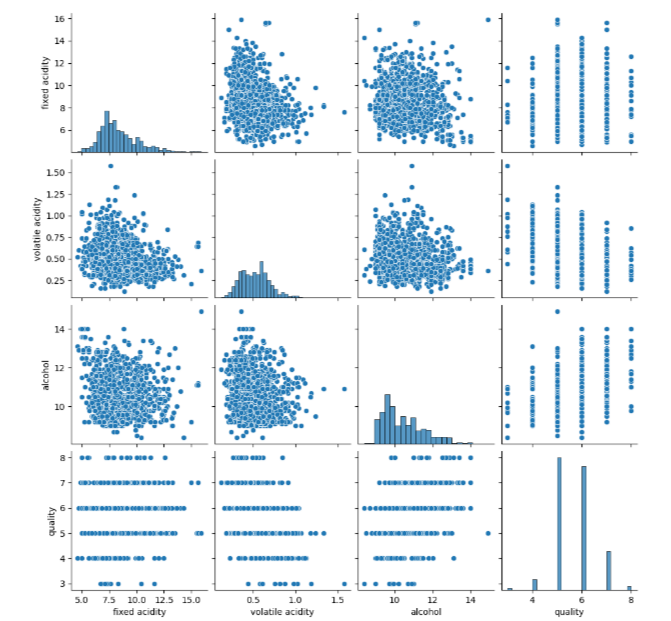 16
14
12
10
8
6
fixed acidity
1.50
1.25
1.00
0.75
0.50
0.25
volatile acidity
14
12
10
alcohol
8
7
6
5
4
3
quality
5.0 7.5 10.0 12.5 15.0
fixed acidity
0.5 1.0 1.5
volatile acidity
10 12 14
alcohol
4 6 8
quality